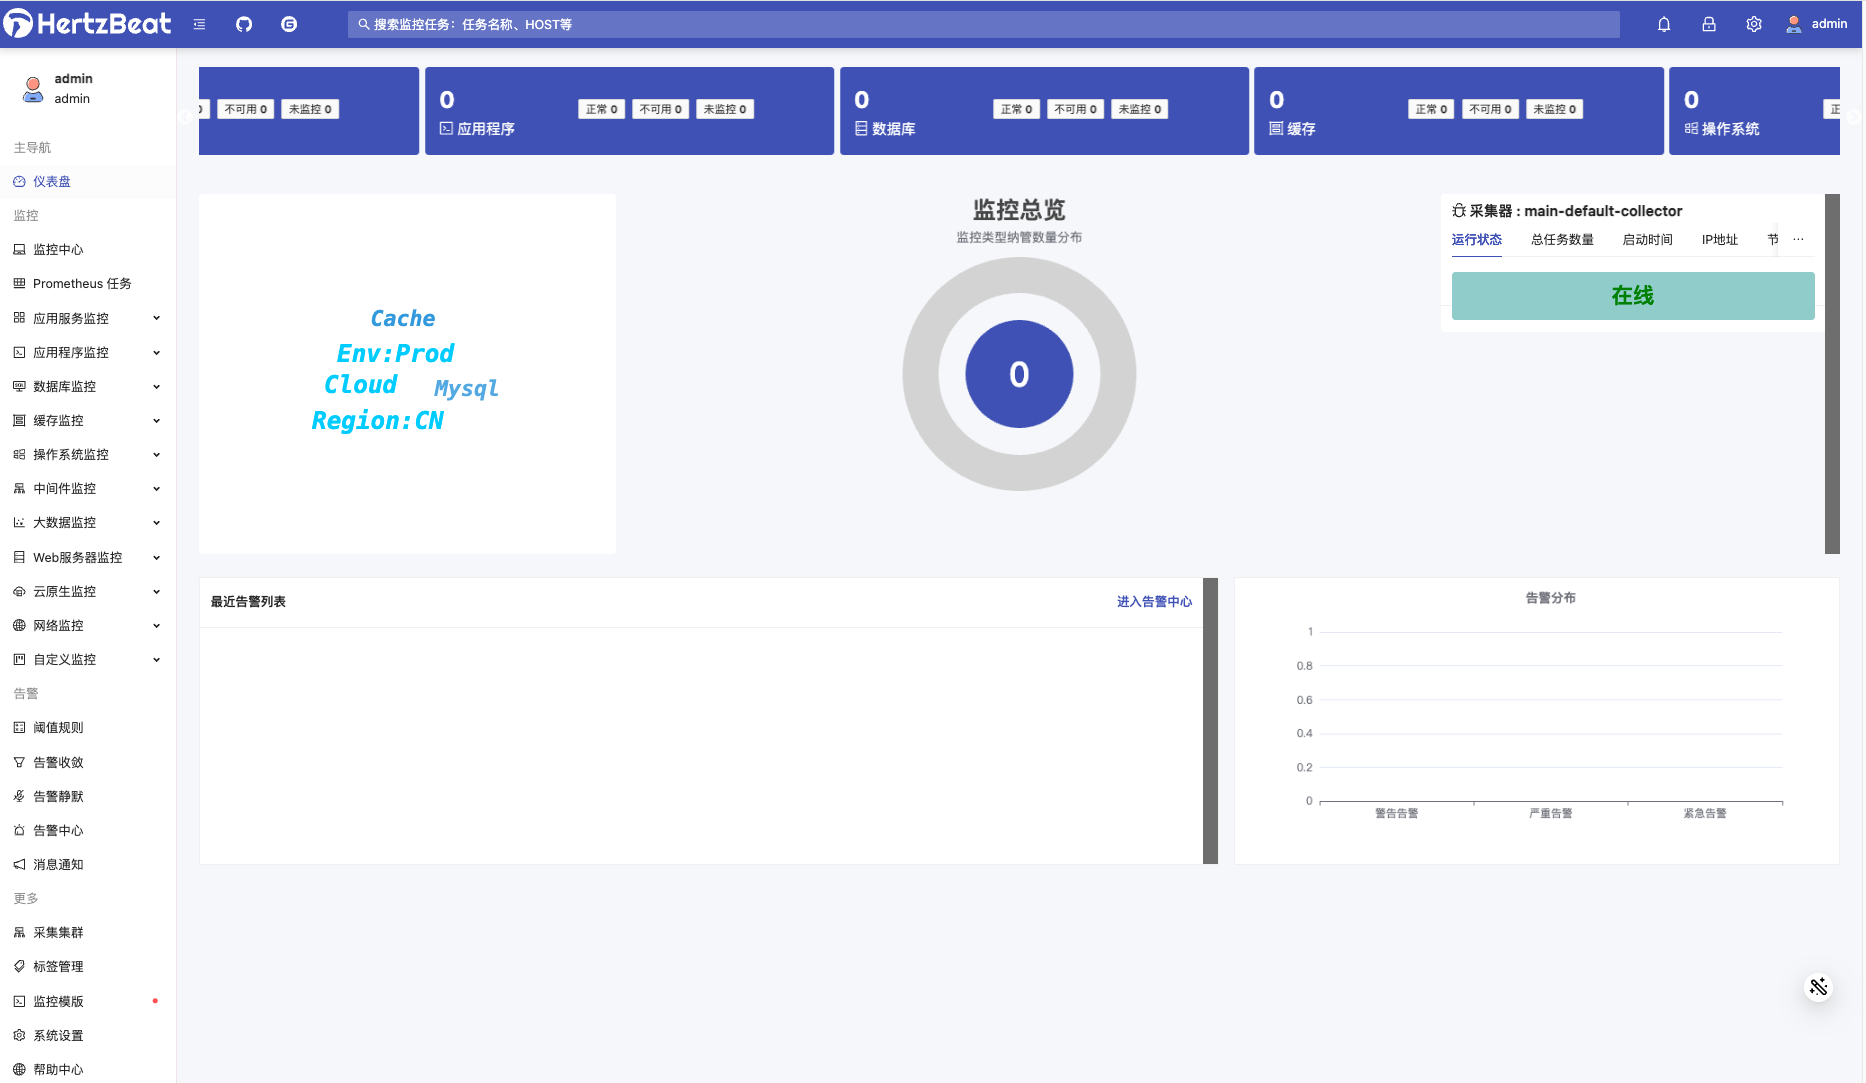 HertzBeat
搜索监控任务：任务名称、HOST等
admin
admin
admin
主导航
仪表盘
监控
监控中心
Prometheus 任务
应用服务监控
应用程序监控
数据库监控
缓存监控
操作系统监控
中间件监控
大数据监控
Web服务器监控
云原生监控
网络监控
自定义监控
告警
阈值规则
告警收敛
告警静默
告警中心
消息通知
更多
采集集群
标签管理
监控模版
系统设置
帮助中心
0 不可用 0 未监控 0
0 正常 0 不可用 0 未监控 0
应用程序
0 正常 0 不可用 0 未监控 0
数据库
0 正常 0 不可用 0 未监控 0
缓存
0 正
操作系统
Cache
Env:Prod
Cloud
Mysql
Region:CN
监控总览
监控类型纳管数量分布
0
采集器 : main-default-collector
运行状态 总任务数量 启动时间 IP地址 节 ···
在线
最近告警列表 进入告警中心
告警分布
1
0.8
0.6
0.4
0.2
0
警告告警 严重告警 紧急告警